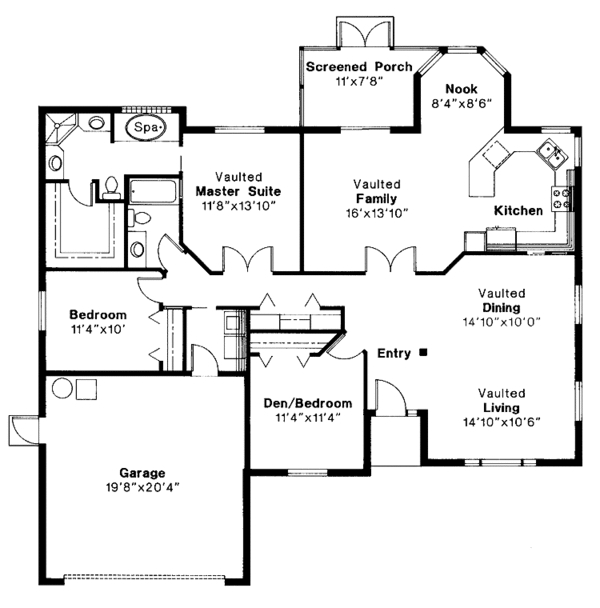 Screened Porch
11'x7'8"
Nook
8'4"x8'6"
Spa
Vaulted
Master Suite
11'8"x13'10"
Vaulted
Family
16'x13'10"
Kitchen
Bedroom
11'4"x10'
Vaulted
Dining
14'10"x10'0"
Entry
Den/Bedroom
11'4"x11'4"
Vaulted
Living
14'10"x10'6"
Garage
19'8"x20'4"